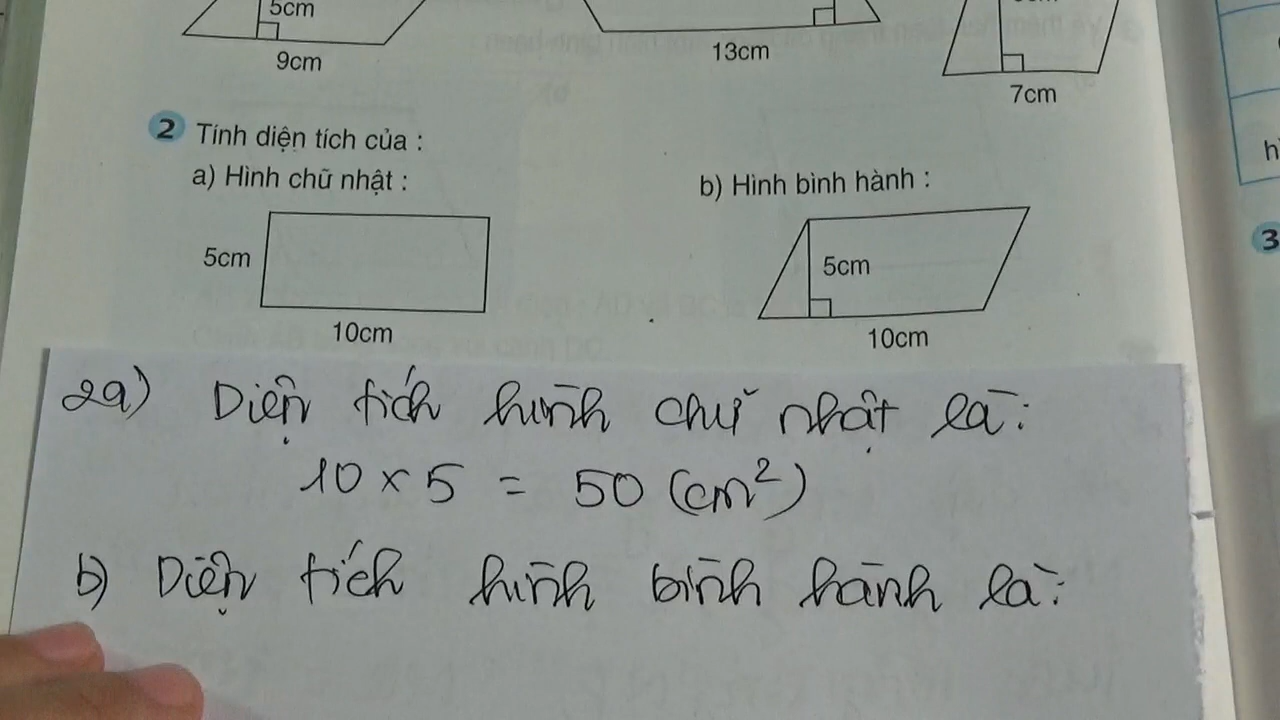 5cm
9cm
13cm
7cm
2 Tính diện tích của :
a) Hình chữ nhật :
b) Hình bình hành :
5cm
10cm
5cm
10cm
3
2a) Diện tích hình chữ nhật là:
10 x 5 = 50 (cm²)
b) Diện tích hình bình hành là: